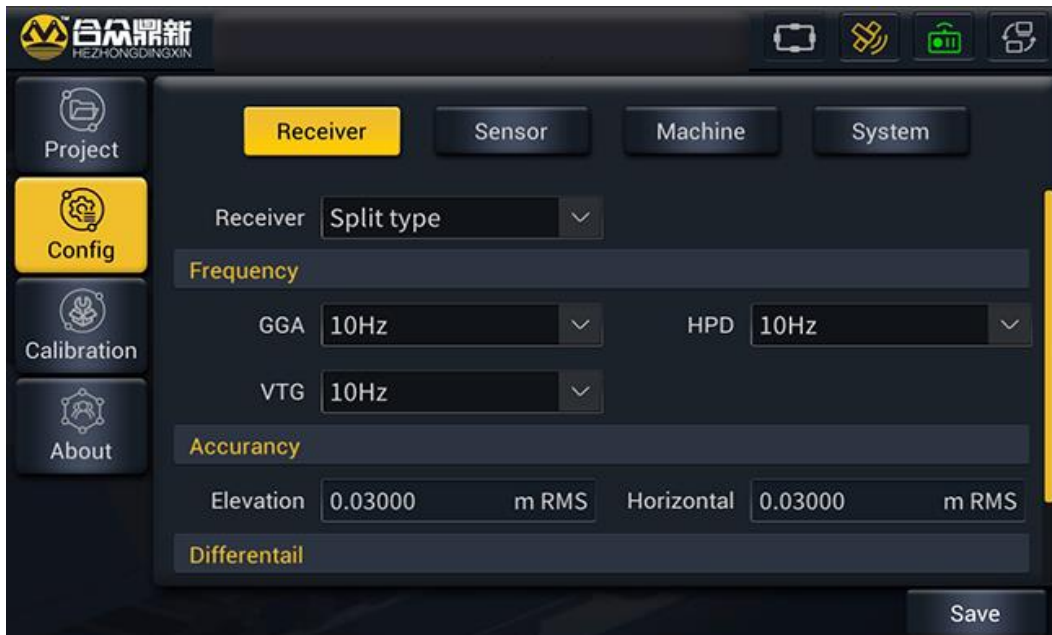 合众鼎新
TM
HEZHONGDINGXIN
Project
Config
Calibration
About
Receiver Sensor Machine System
Receiver Split type
Frequency
GGA 10Hz HPD 10Hz
VTG 10Hz
Accurancy
Elevation 0.03000 m RMS Horizontal 0.03000 m RMS
Differentail
Save